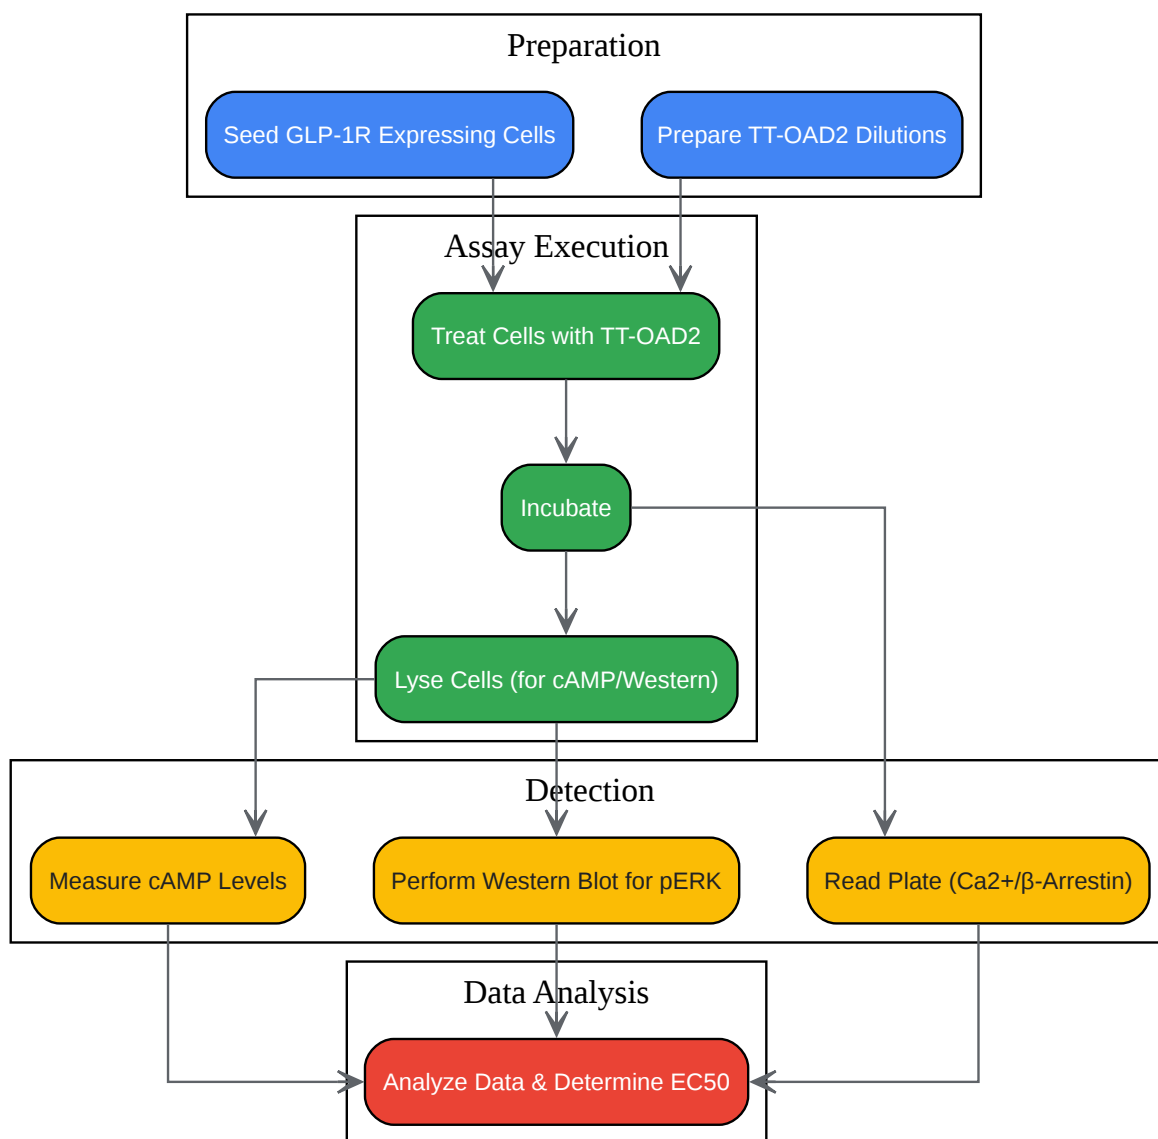 Preparation
Seed GLP-1R Expressing Cells
Prepare TT-OAD2 Dilutions
Assay Execution
Treat Cells with TT-OAD2
Incubate
Lyse Cells (for cAMP/Western)
Detection
Measure cAMP Levels
Perform Western Blot for pERK
Read Plate (Ca2+/β-Arrestin)
Data Analysis
Analyze Data & Determine EC50